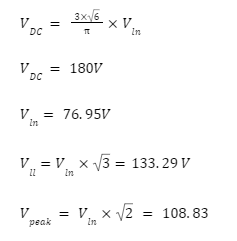 V_DC = 3×√6/π × V_ln
V_DC = 180V
V_ln = 76.95V
V_ll = V_ln × √3 = 133.29 V
V_peak = V_ln × √2 = 108.83